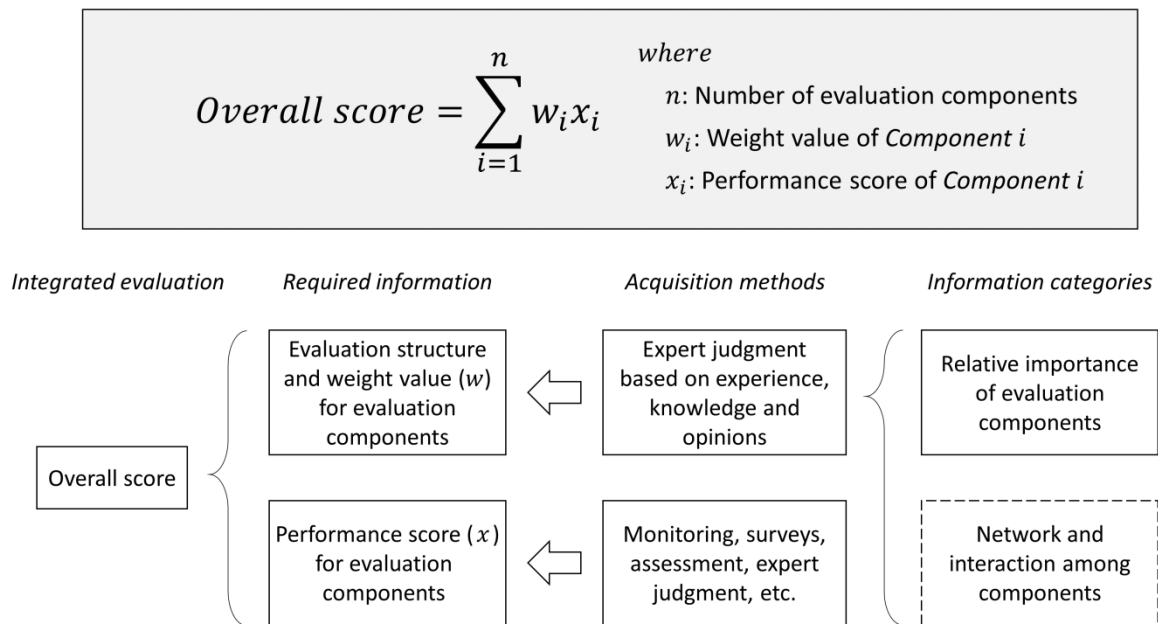 Overall score = \sum_{i=1}^{n} w_i x_i
where
n: Number of evaluation components
w_i: Weight value of Component i
x_i: Performance score of Component i
Integrated evaluation
Required information
Acquisition methods
Information categories
Overall score
Evaluation structure
and weight value (w)
for evaluation
components
Expert judgment
based on experience,
knowledge and
opinions
Relative importance
of evaluation
components
Performance score (x)
for evaluation
components
Monitoring, surveys,
assessment, expert
judgment, etc.
Network and
interaction among
components